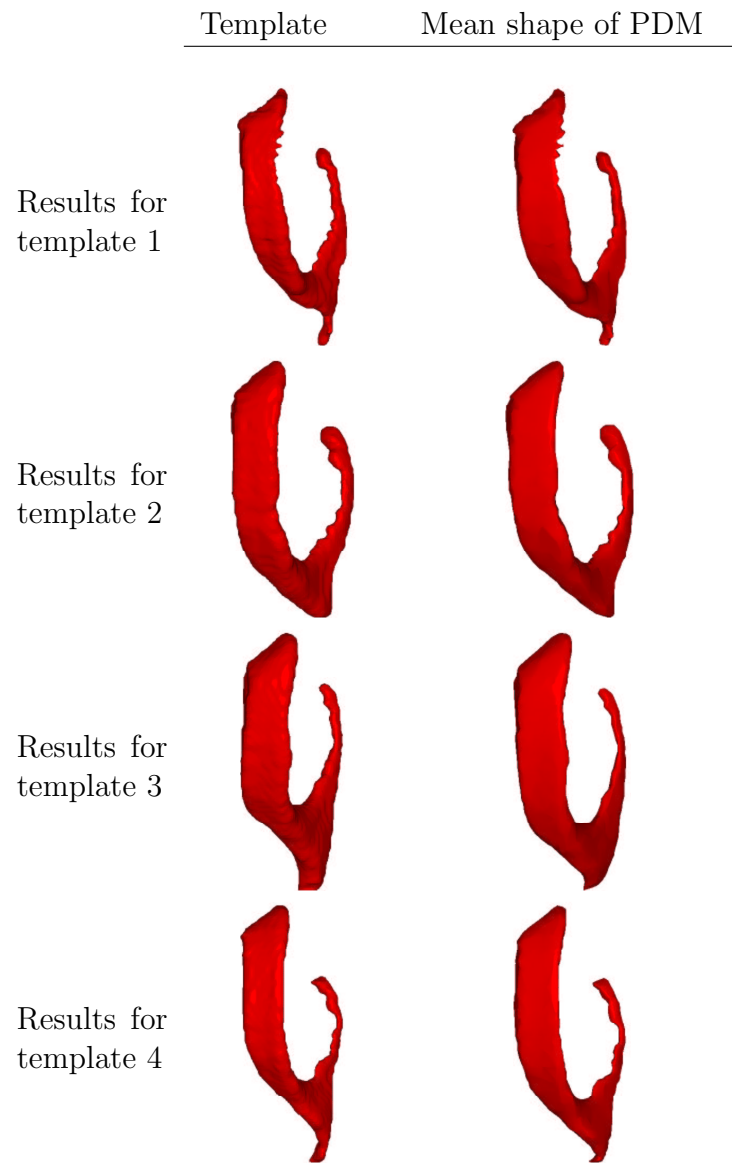 Template Mean shape of PDM
Results for
template 1
Results for
template 2
Results for
template 3
Results for
template 4